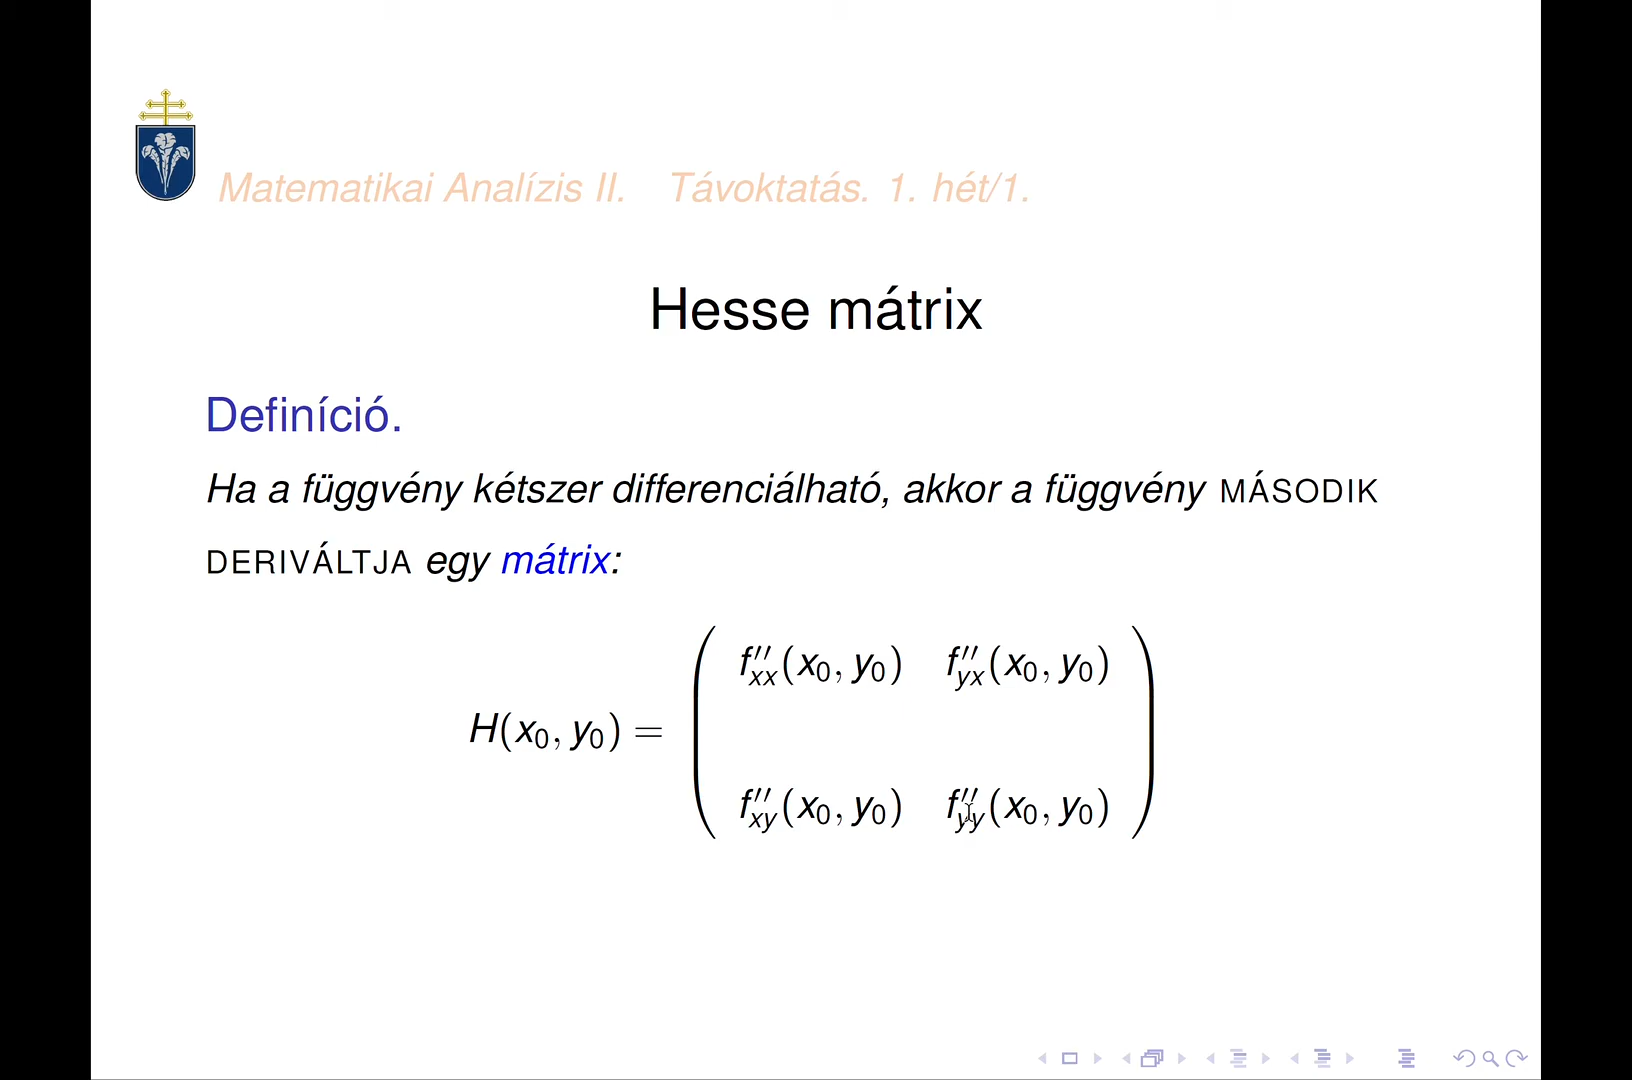 Matematikai Analízis II. Távoktatás. 1. hét/1.
Hesse mátrix
Definíció.
Ha a függvény kétszer differenciálható, akkor a függvény MÁSODIK
DERIVÁLTJA egy mátrix:
f''xx(x0, y0) f''yx(x0, y0)
H(x0, y0) =
f''xy(x0, y0) f''yy(x0, y0)